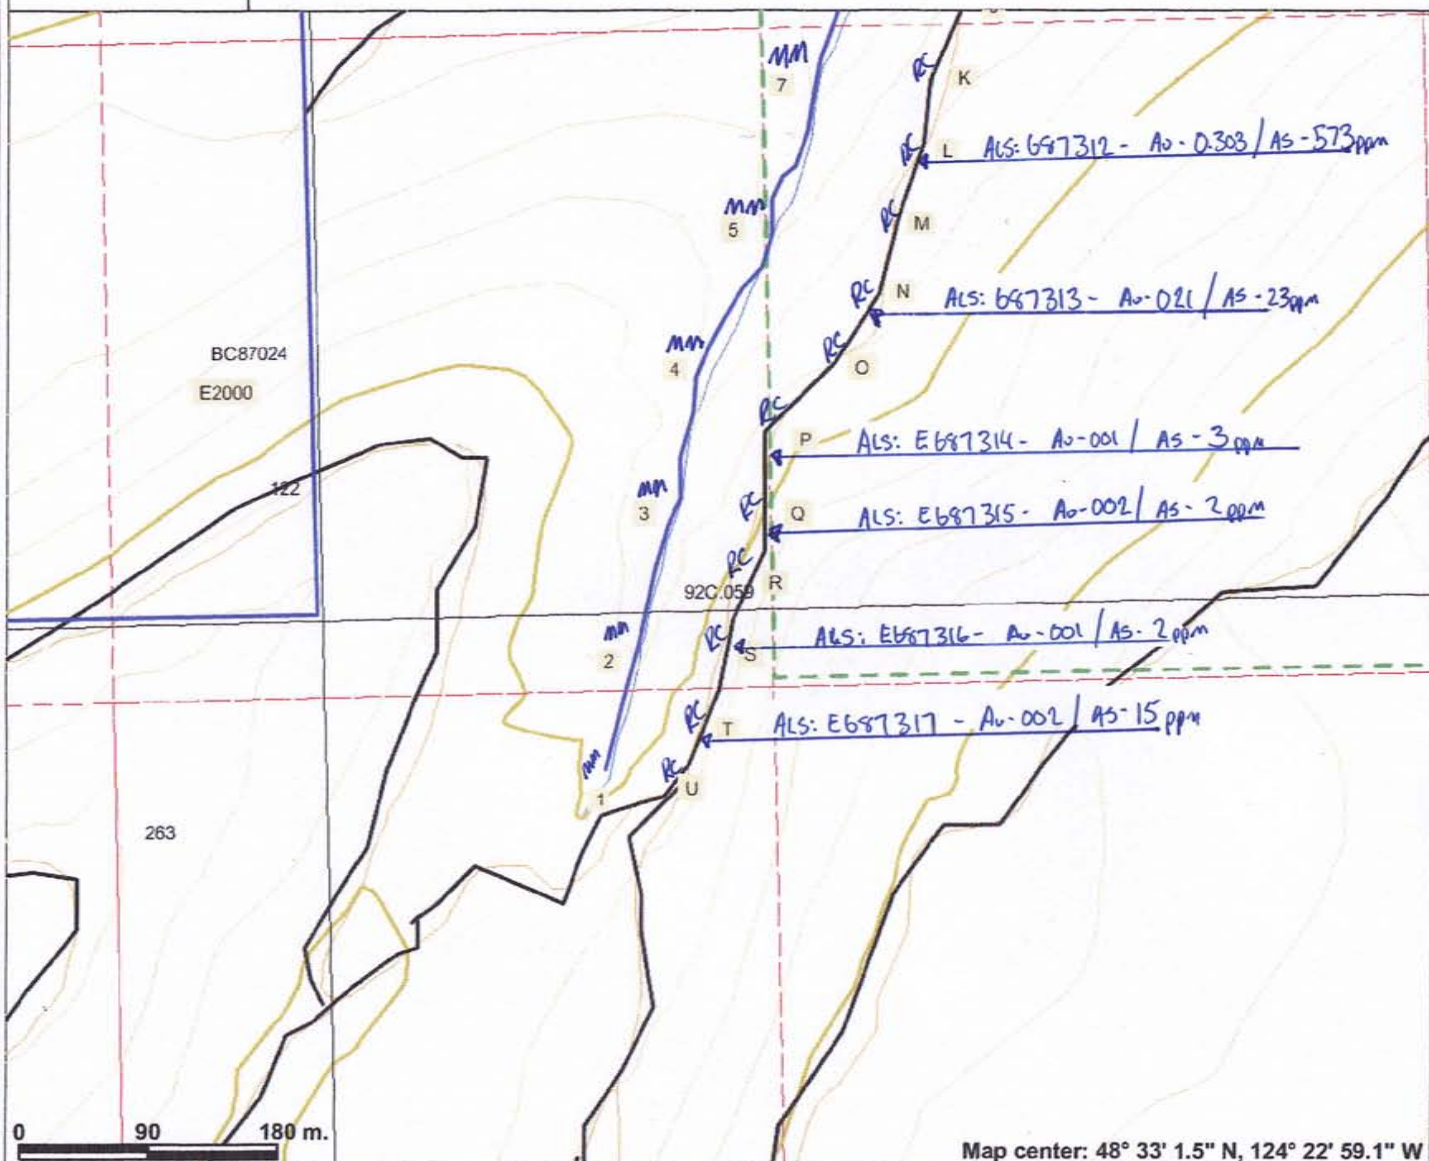 MM
7
RC
K
RC
L
ALS: 687312 - Au - 0.303 / AS - 573ppm
MM
5
RC
M
RC
N
ALS: 687313 - Au-021 / AS - 23ppm
MM
4
RC
O
BC87024
E2000
RC
P
ALS: E687314 - Au-001 / AS - 3ppm
122
MM
3
RC
Q
ALS: E687315 - Au-002 / AS - 2ppm
RC
R
92C.059
MM
2
RC
S
ALS: E687316 - Au-001 / AS - 2ppm
RC
T
ALS: E687317 - Au-002 / AS - 15 ppm
MM
1
RC
U
263
0 90 180 m.
Map center: 48° 33' 1.5" N, 124° 22' 59.1" W